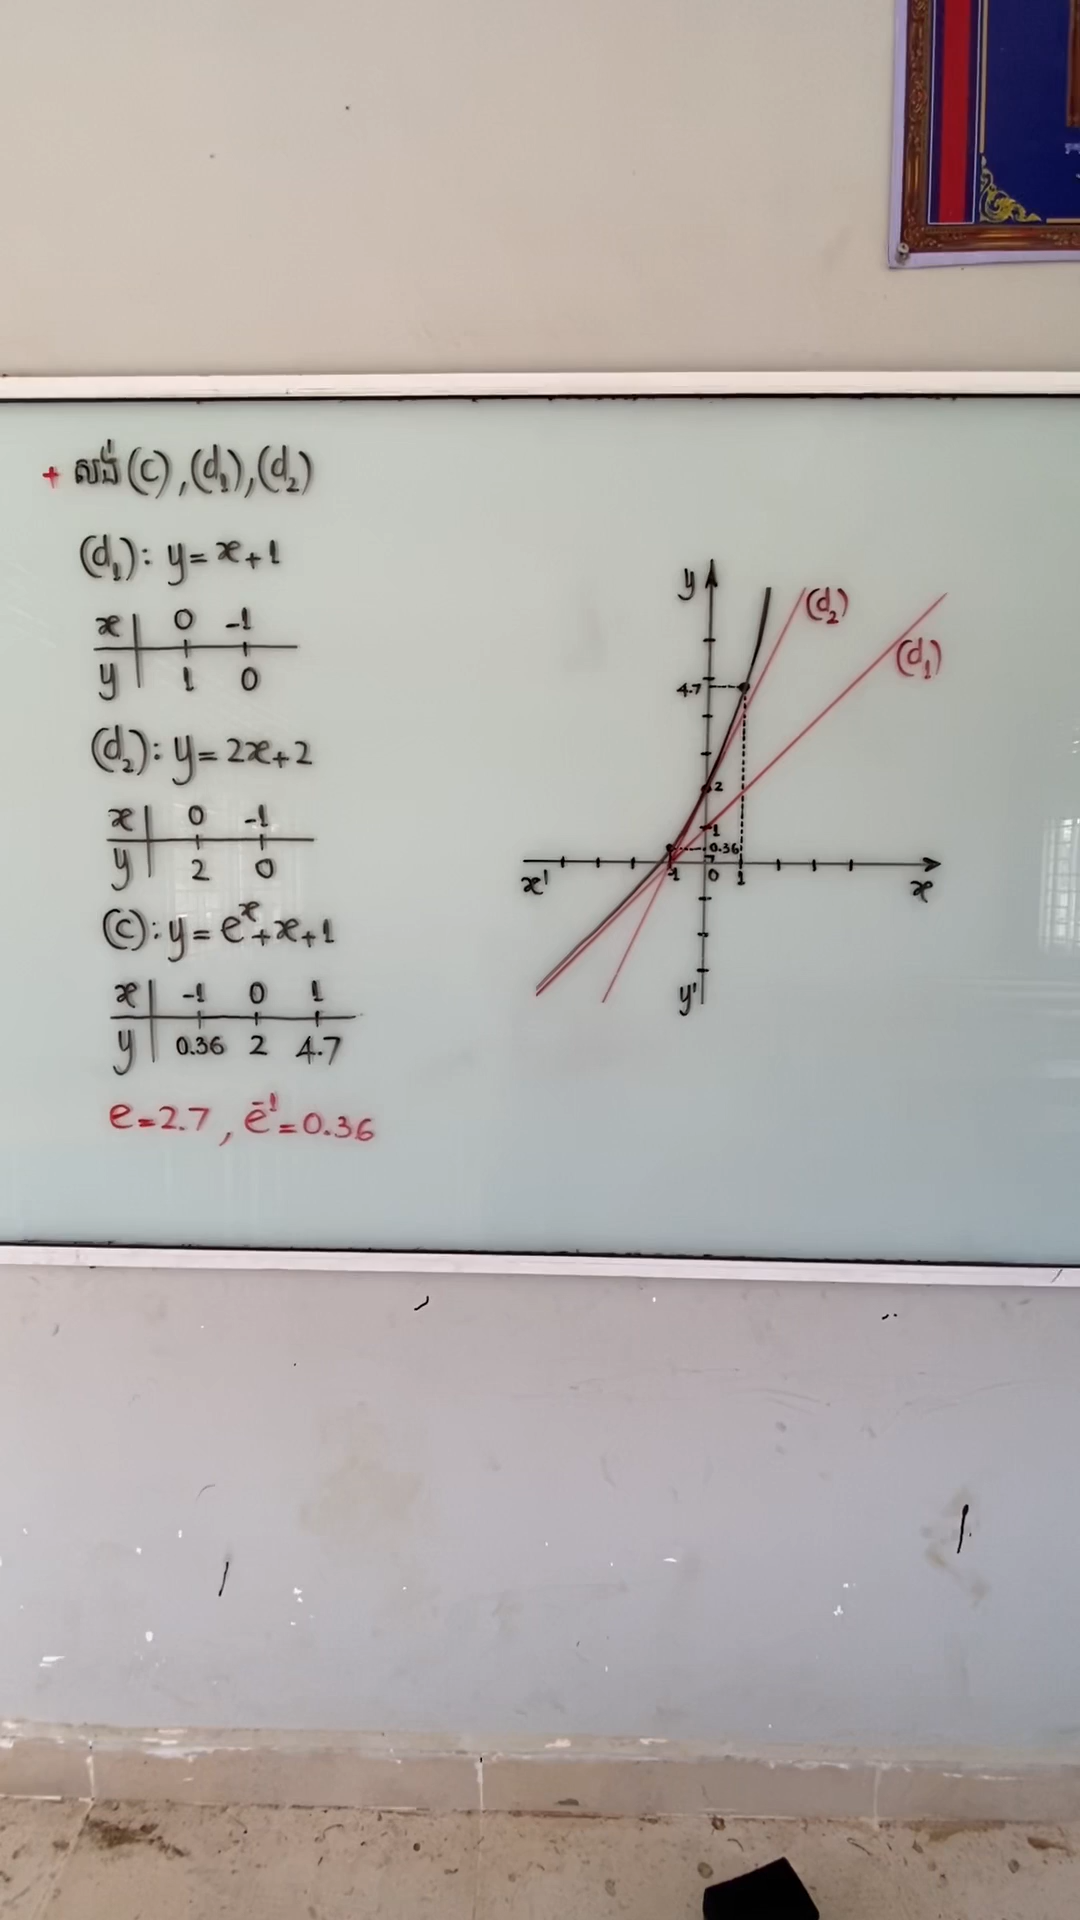 + សង់ (C), (d₁), (d₂)
(d₁): y = x + 1
x | 0 -1
y | 1 0
(d₂): y = 2x + 2
x | 0 -1
y | 2 0
(C): y = eˣ + x + 1
x | -1 0 1
y | 0.36 2 4.7
e = 2.7, e⁻¹ = 0.36
y
(d₂)
(d₁)
4.7
2
1
0.36
x' -1 0 1 x
y'